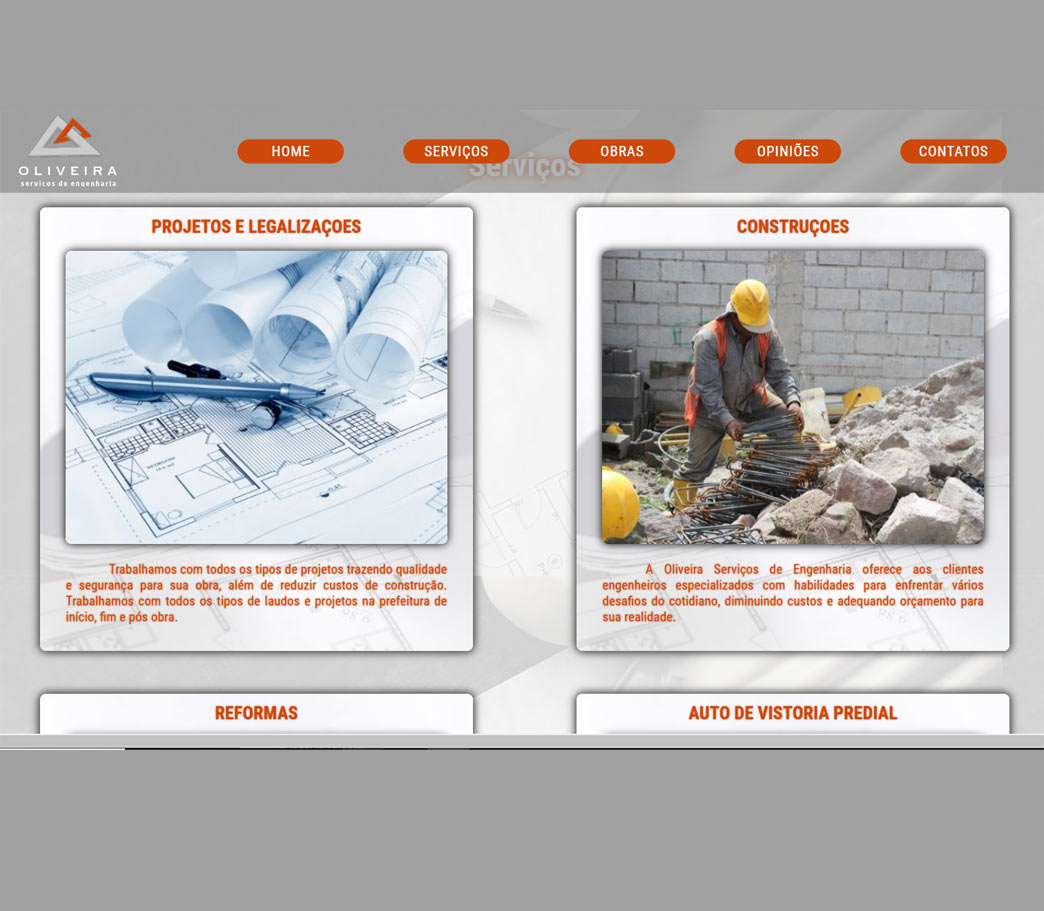 OLIVEIRA
serviços de engenharia
HOME
SERVIÇOS
OBRAS
OPINIÕES
CONTATOS
Serviços
PROJETOS E LEGALIZAÇOES
Trabalhamos com todos os tipos de projetos trazendo qualidade
e segurança para sua obra, além de reduzir custos de construção.
Trabalhamos com todos os tipos de laudos e projetos na prefeitura de
início, fim e pós obra.
CONSTRUÇOES
A Oliveira Serviços de Engenharia oferece aos clientes
engenheiros especializados com habilidades para enfrentar vários
desafios do cotidiano, diminuindo custos e adequando orçamento para
sua realidade.
REFORMAS
AUTO DE VISTORIA PREDIAL